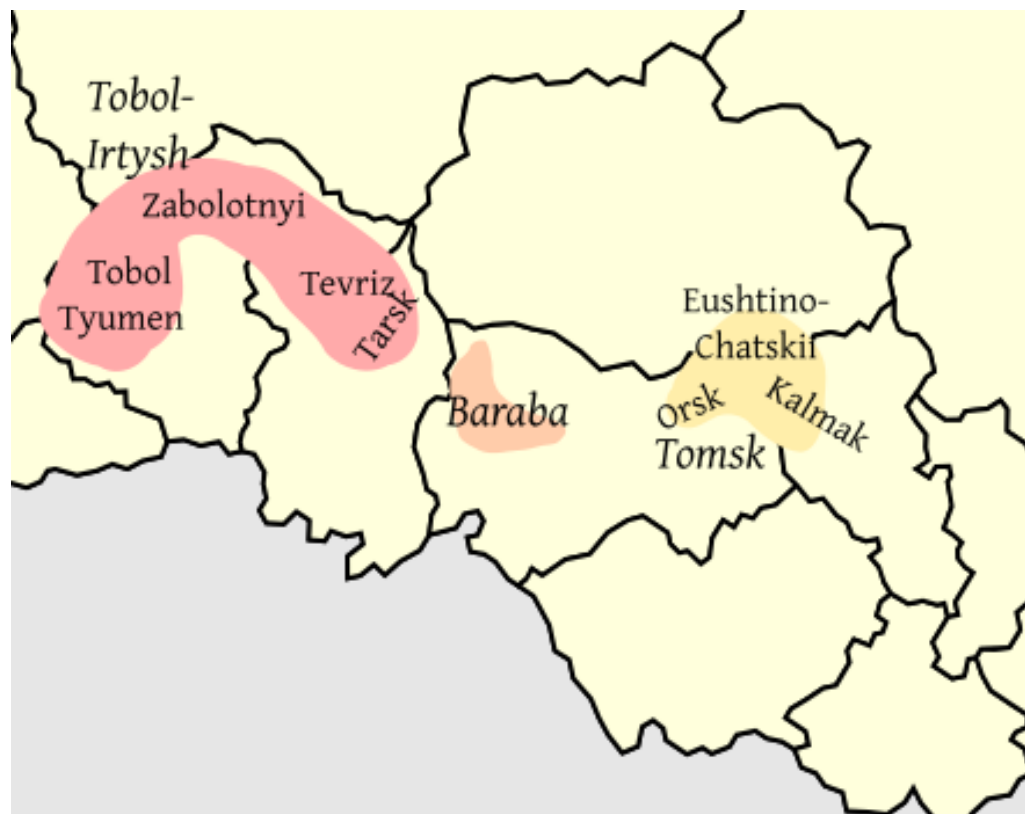 Tobol-
Irtysh
Zabolotnyi
Tobol
Tyumen
Tevriz
Tarsk
Baraba
Eushtino-
Chatskii
Orsk
Kalmak
Tomsk